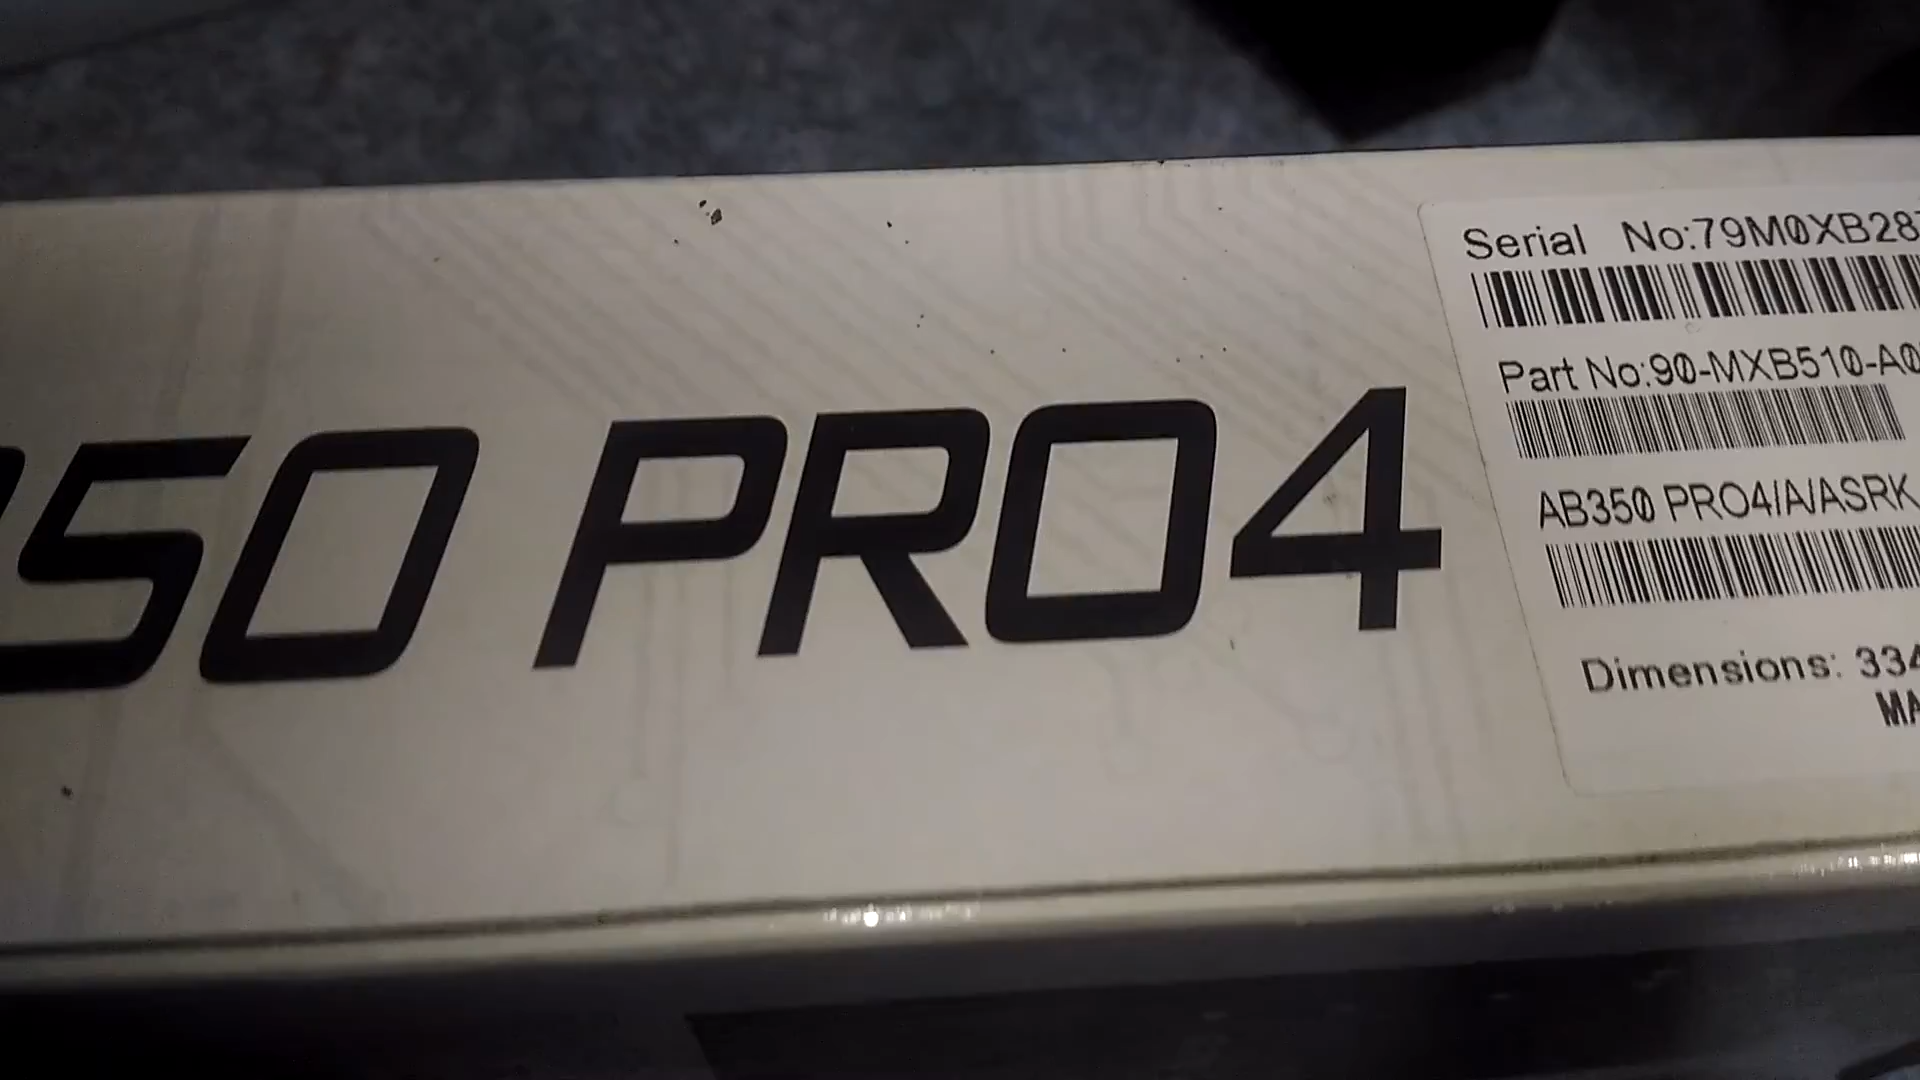 350 PRO4
Serial No:79M0XB28
Part No:90-MXB510-A0
AB350 PRO4/A/ASRK
Dimensions: 334
MA